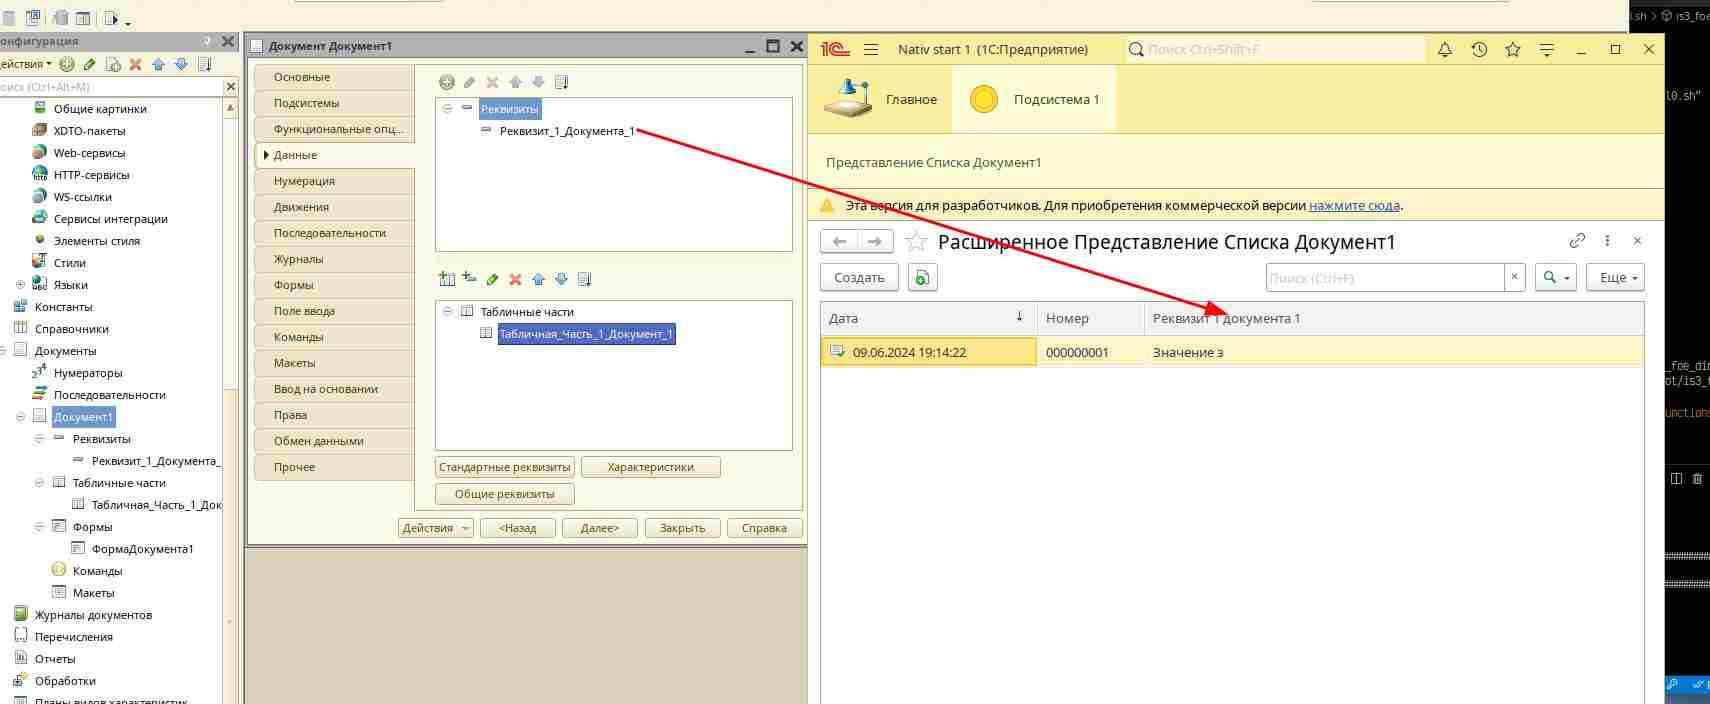 онфигурация
ействия
оиск (Ctrl+Alt+M)
Общие картинки
XDTO-пакеты
Web-сервисы
HTTP-сервисы
WS-ссылки
Сервисы интеграции
Элементы стиля
Стили
Языки
Константы
Справочники
Документы
Нумераторы
Последовательности
Документ1
Реквизиты
Реквизит_1_Документа_
Табличные части
Табличная_Часть_1_Док
Формы
ФормаДокумента1
Команды
Макеты
Журналы документов
Перечисления
Отчеты
Обработки
Планы видов характеристик
Документ Документ1
Основные
Подсистемы
Функциональные опц...
Данные
Нумерация
Движения
Последовательности
Журналы
Формы
Поле ввода
Команды
Макеты
Ввод на основании
Права
Обмен данными
Прочее
Реквизиты
Реквизит_1_Документа_1
Табличные части
Табличная_Часть_1_Документ_1
Стандартные реквизиты
Характеристики
Общие реквизиты
Действия
<Назад
Далее>
Закрыть
Справка
1С
Nativ start 1 (1С:Предприятие)
Поиск Ctrl+Shift+F
Главное
Подсистема 1
Представление Списка Документ1
Эта версия для разработчиков. Для приобретения коммерческой версии нажмите сюда.
Расширенное Представление Списка Документ1
Создать
Поиск (Ctrl+F)
×
Еще
Дата ↓ Номер Реквизит 1 документа 1
09.06.2024 19:14:22 000000001 Значение з
.sh > is3_foe
l0.sh"
_foe_di
ot/is3_
unctions
##########
##########